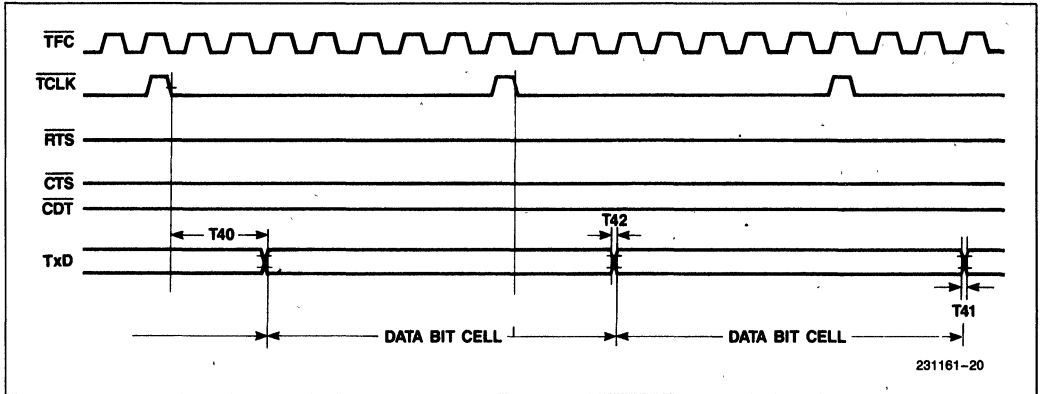 TFC
TCLK
RTS
CTS
CDT
T40
T42
TxD
T41
DATA BIT CELL
DATA BIT CELL
231161-20